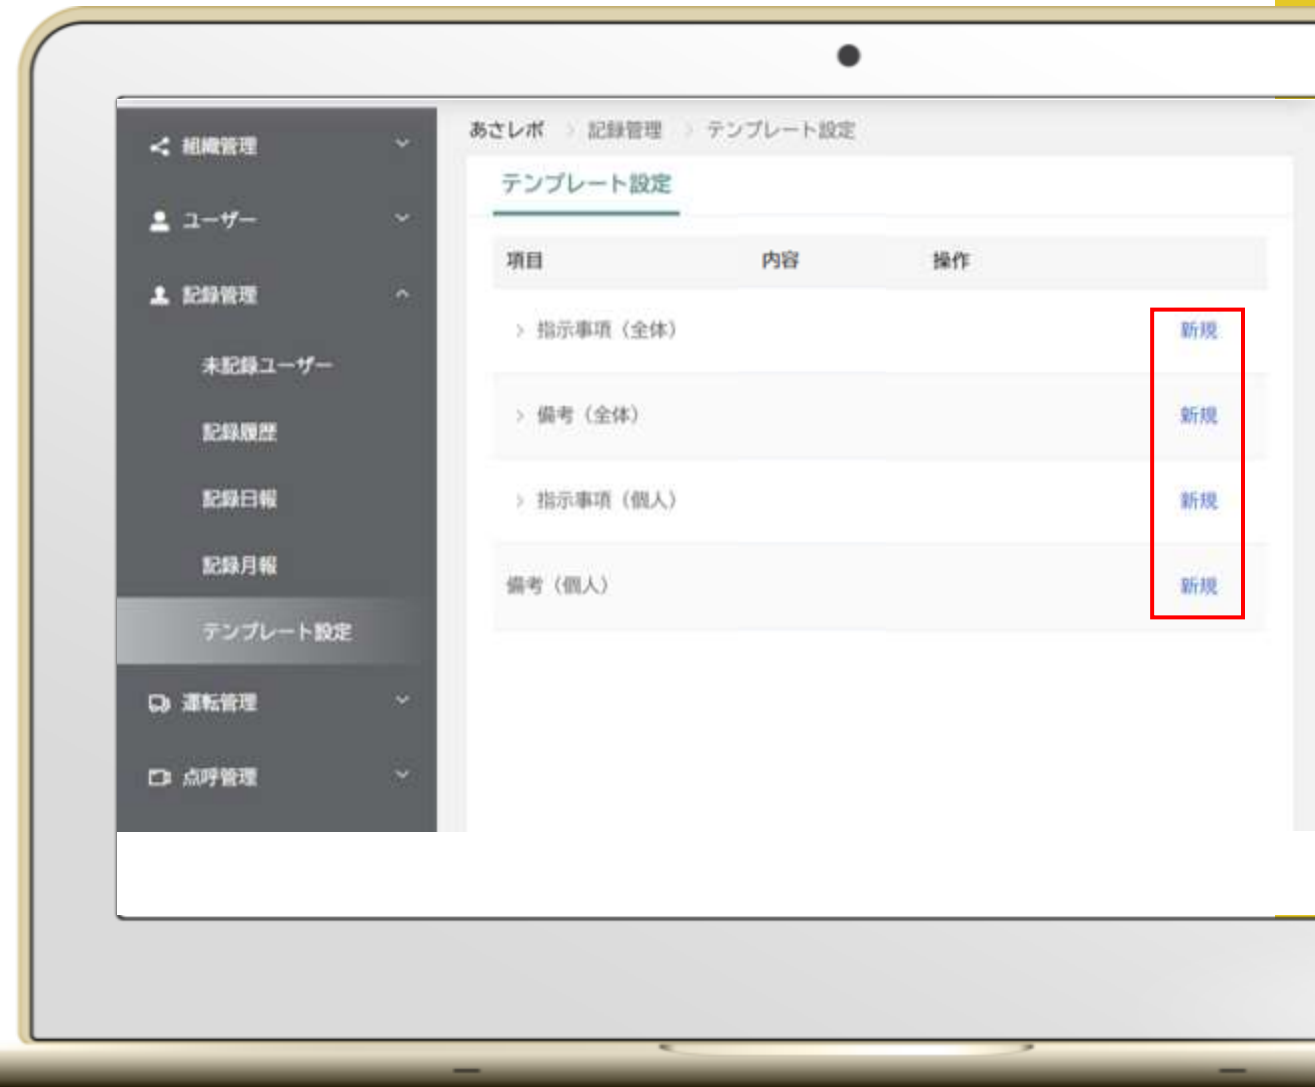 組織管理
ユーザー
記録管理
未記録ユーザー
記録履歴
記録日報
記録月報
テンプレート設定
運転管理
点呼管理
あさレポ > 記録管理 > テンプレート設定
テンプレート設定
項目 内容 操作
> 指示事項（全体） 新規
> 備考（全体） 新規
> 指示事項（個人） 新規
備考（個人） 新規